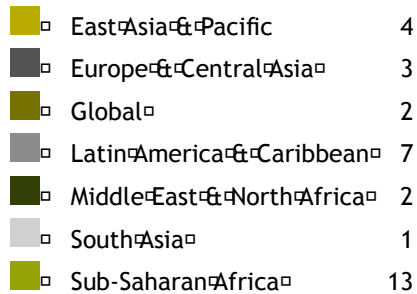 East Asia & Pacific 4
Europe & Central Asia 3
Global 2
Latin America & Caribbean 7
Middle East & North Africa 2
South Asia 1
Sub-Saharan Africa 13